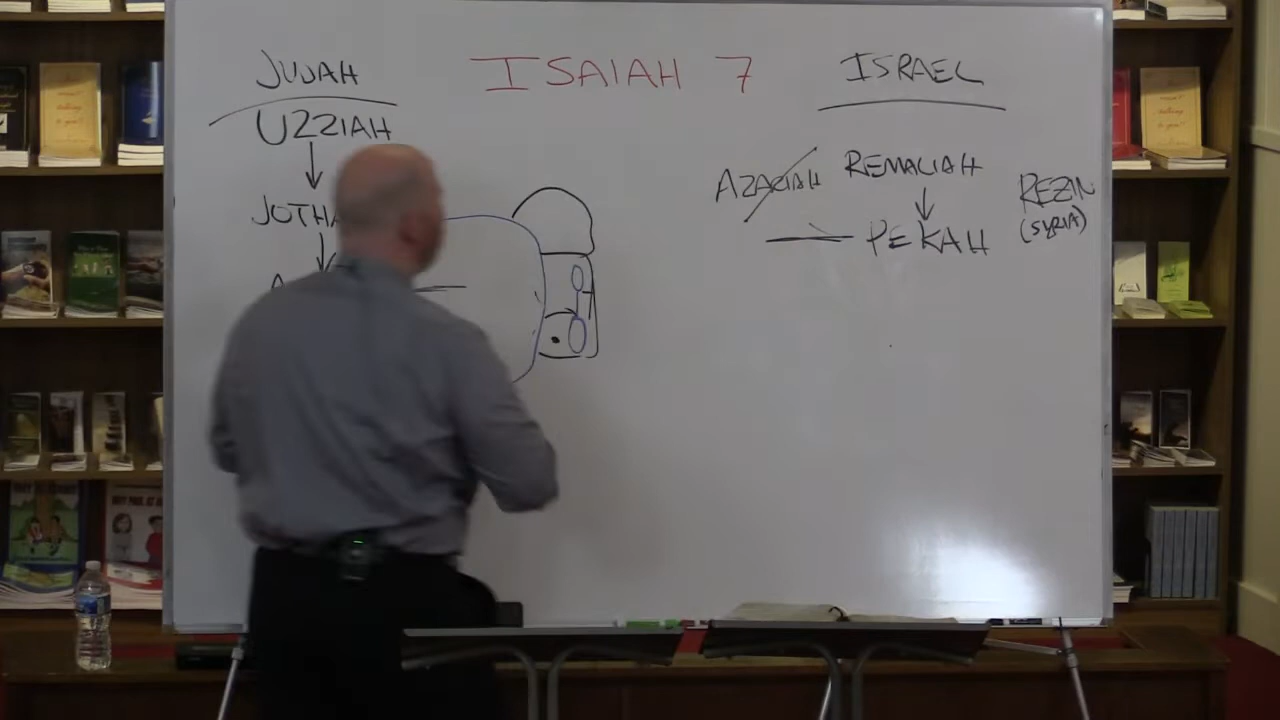 JUDAH
ISAIAH 7
ISRAEL
UZZIAH
AZARIAH
REMALIAH
REZIN
(SYRIA)
PEKAH